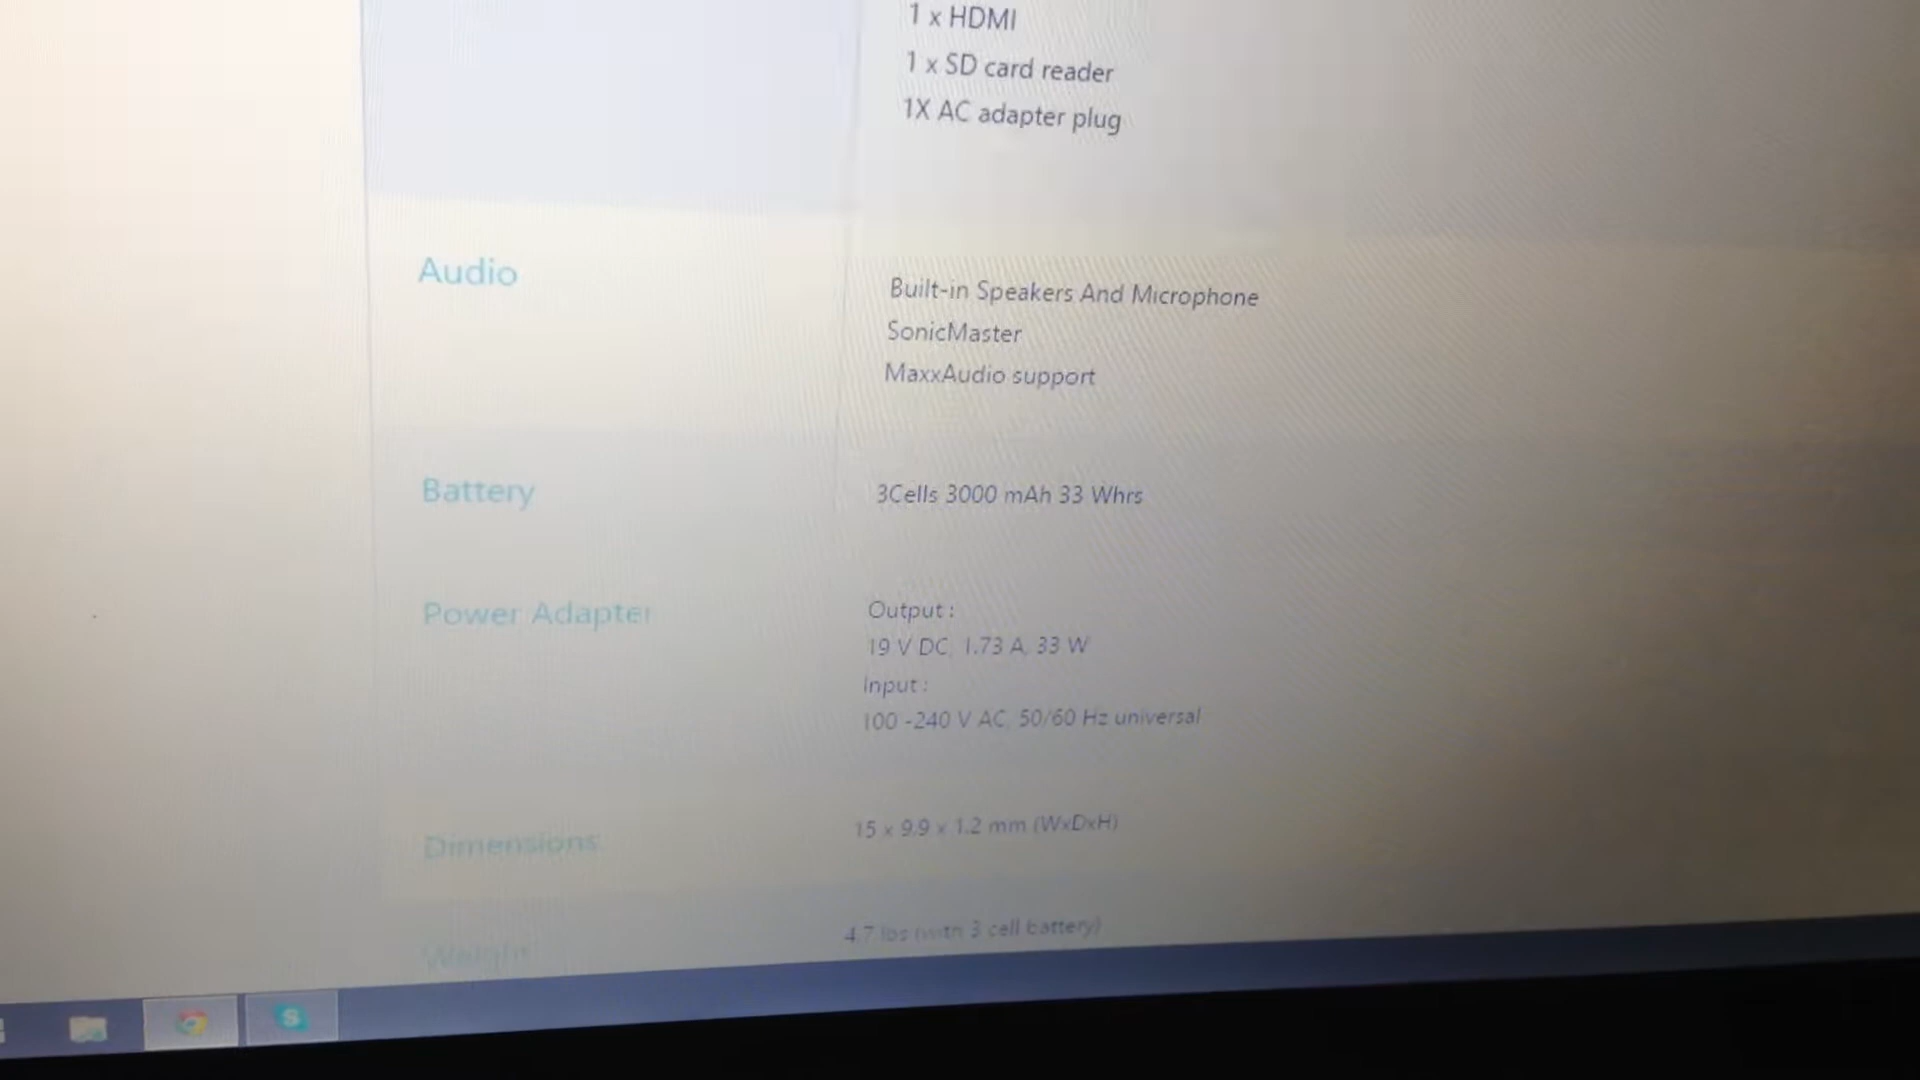 1 x HDMI
1 x SD card reader
1X AC adapter plug
Audio
Built-in Speakers And Microphone
SonicMaster
MaxxAudio support
Battery
3Cells 3000 mAh 33 Whrs
Power Adapter
Output :
19 V DC, 1.73 A, 33 W
Input :
100 -240 V AC, 50/60 Hz universal
Dimensions
15 x 9.9 x 1.2 mm (WxDxH)
Weight
4.7 lbs (with 3 cell battery)